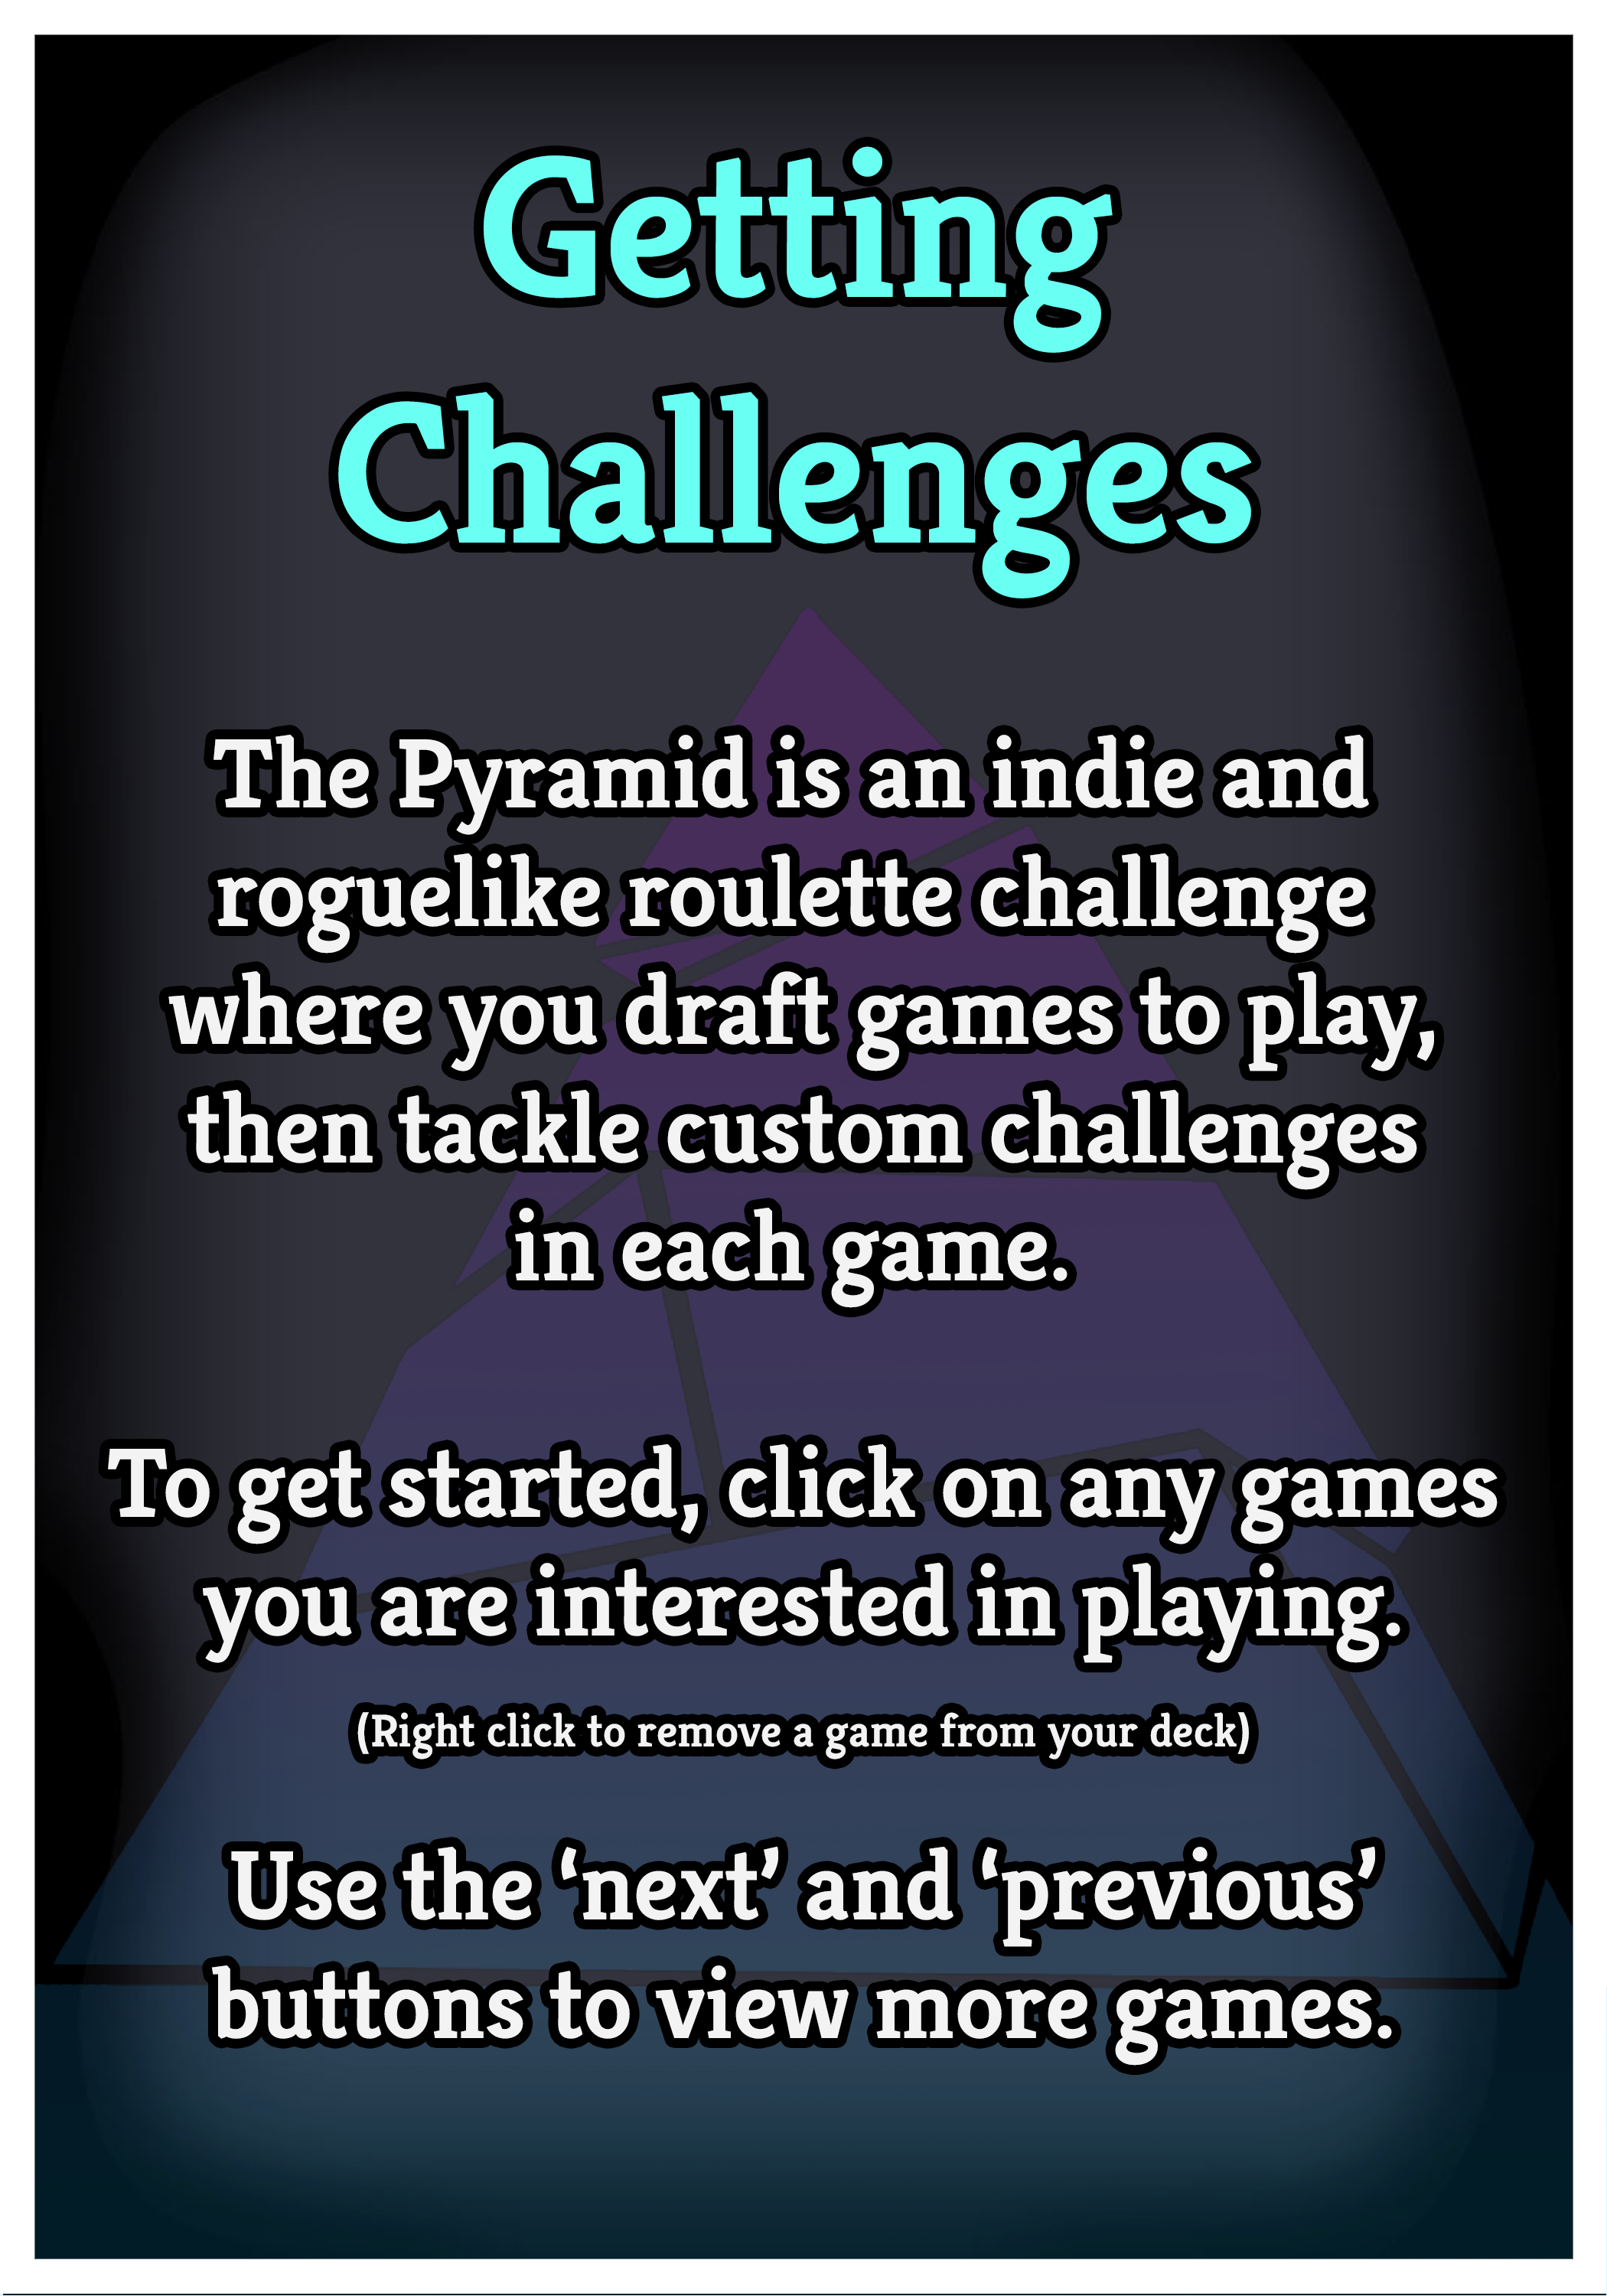 Getting
Challenges
The Pyramid is an indie and
roguelike roulette challenge
where you draft games to play,
then tackle custom challenges
in each game.
To get started, click on any games
you are interested in playing.
(Right click to remove a game from your deck)
Use the ‘next’ and ‘previous’
buttons to view more games.